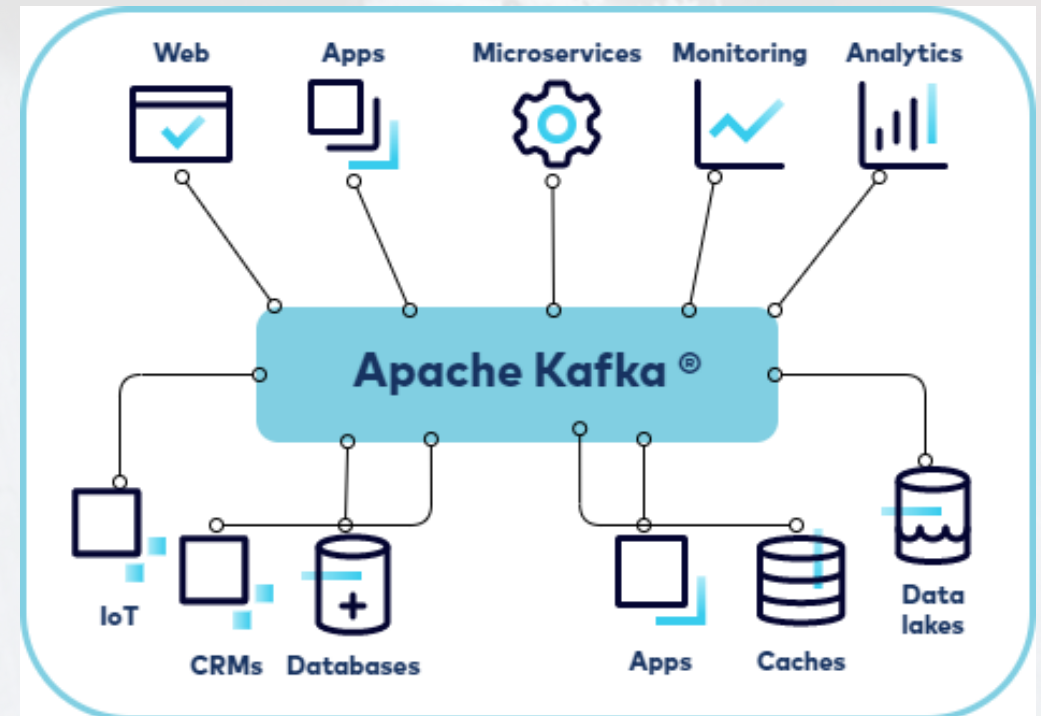 Web
Apps
Microservices
Monitoring
Analytics
Apache Kafka ®
IoT
CRMs
Databases
Apps
Caches
Data
lakes